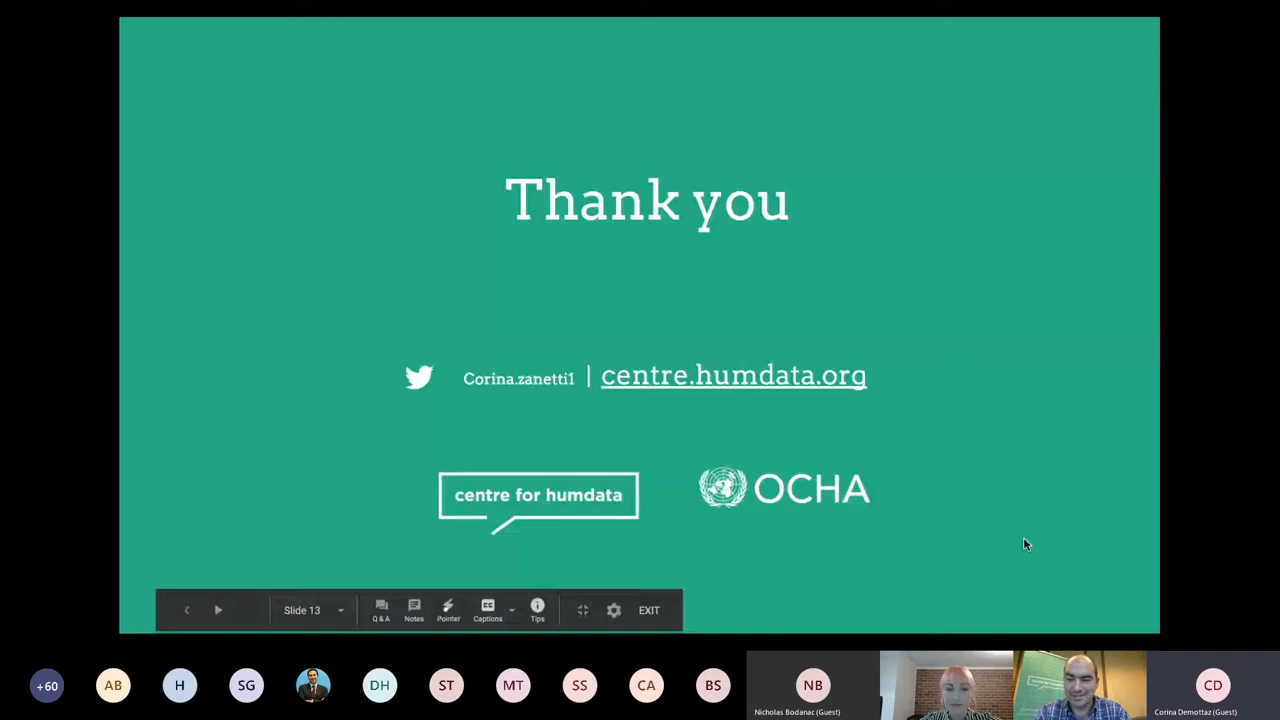 Thank you
Corina.zanetti1 | centre.humdata.org
centre for humdata
OCHA
Slide 13
Q & A
Notes
Pointer
CC
Captions
Tips
EXIT
+60
AB
H
SG
DH
ST
MT
SS
CA
BS
NB
Nicholas Bodanac (Guest)
CD
Corina Demottaz (Guest)